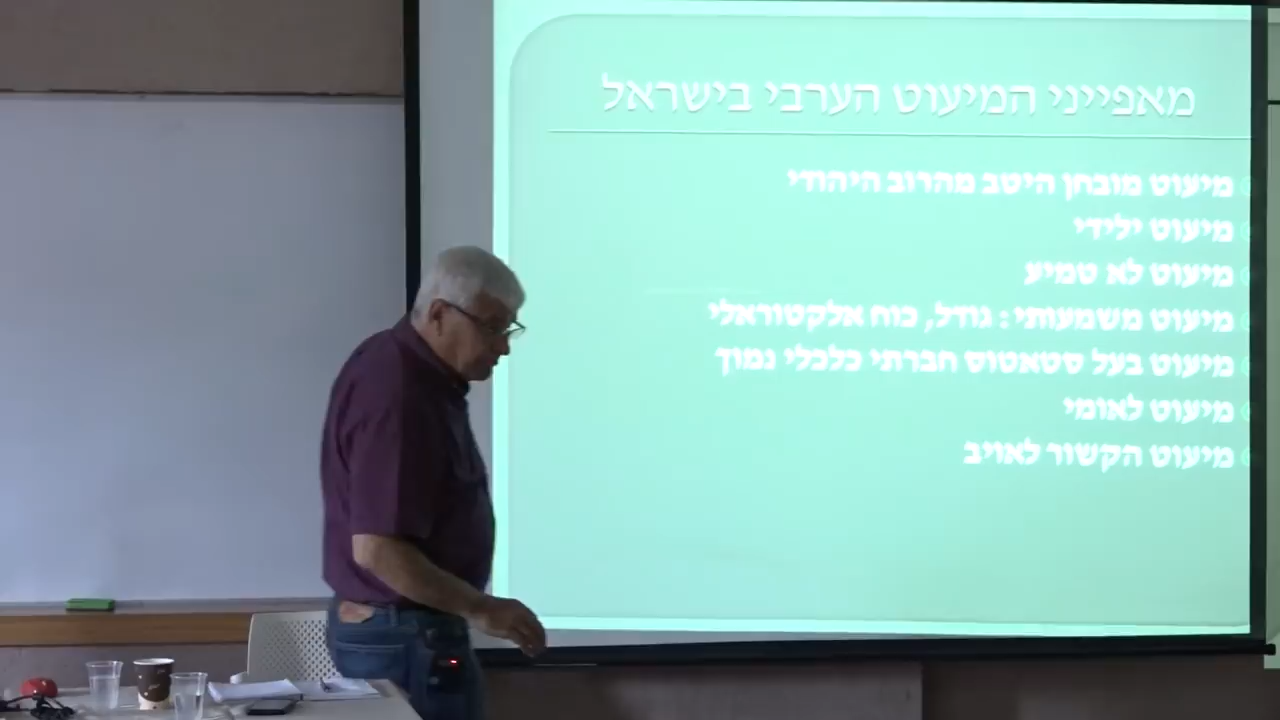 מאפייני המיעוט הערבי בישראל
מיעוט מובחן היטב מהרוב היהודי
מיעוט ילידי
מיעוט לא טמיע
מיעוט משמעותי: גודל, כוח אלקטוראלי
מיעוט בעל סטאטוס חברתי כלכלי נמוך
מיעוט לאומי
מיעוט הקשור לאויב